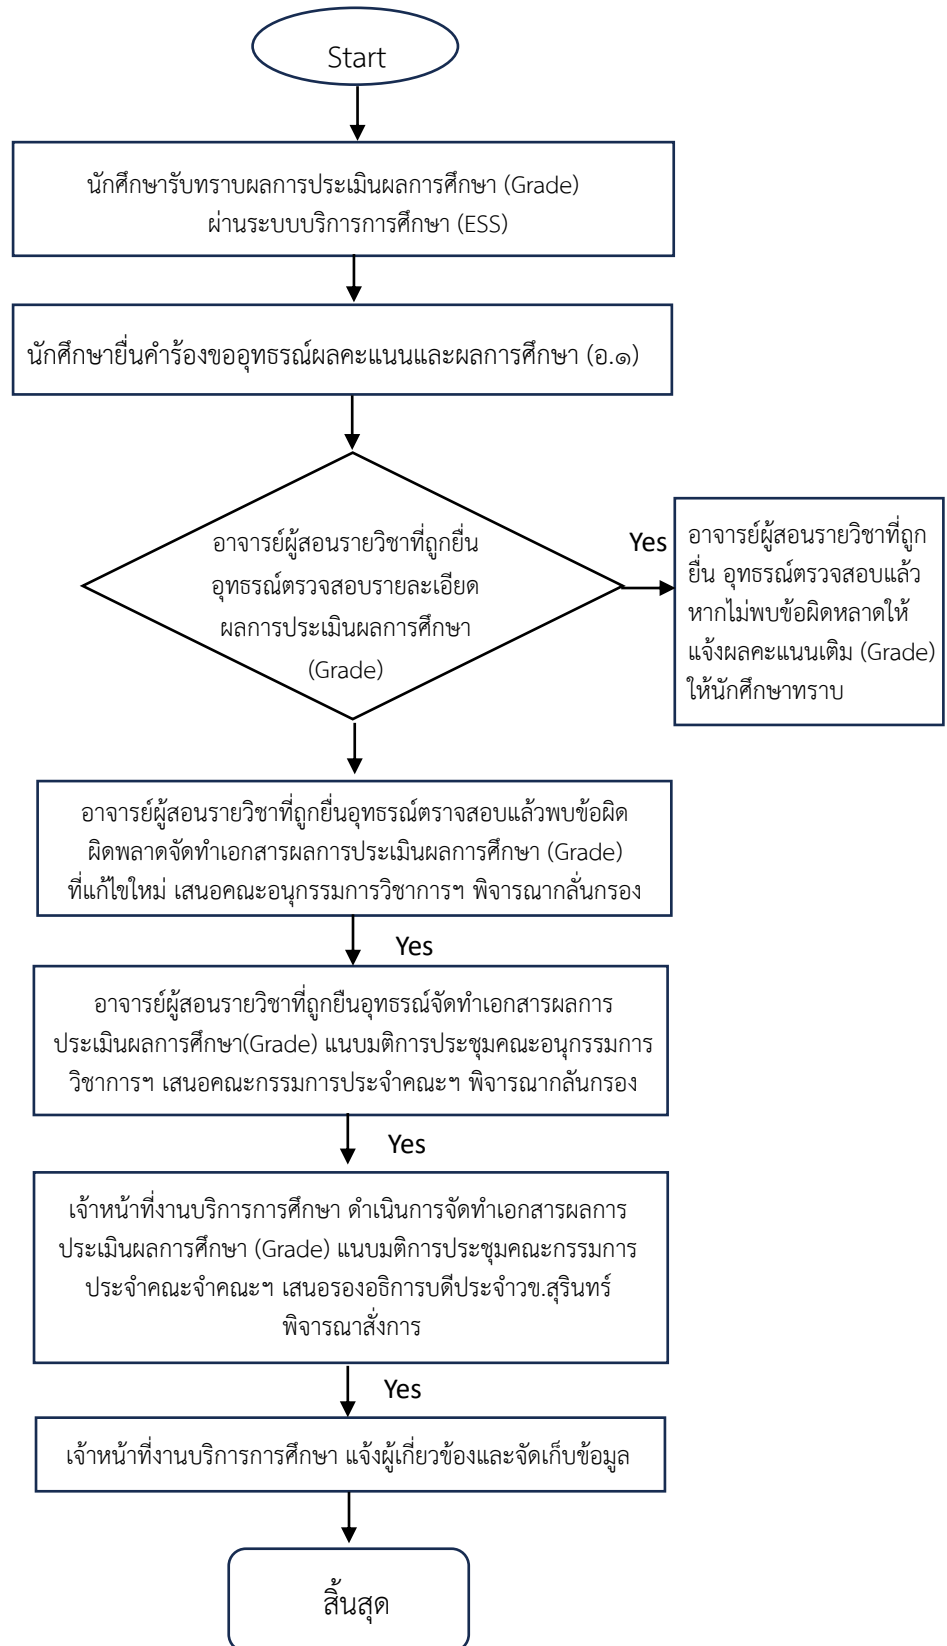 Start
นักศึกษารับทราบผลการประเมินผลการศึกษา (Grade)
ผ่านระบบบริการการศึกษา (ESS)
นักศึกษายื่นคำร้องขออุทธรณ์ผลคะแนนและผลการศึกษา (อ.๑)
อาจารย์ผู้สอนรายวิชาที่ถูกยื่น
อุทธรณ์ตรวจสอบรายละเอียด
ผลการประเมินผลการศึกษา
(Grade)
Yes
อาจารย์ผู้สอนรายวิชาที่ถูก
ยื่น อุทธรณ์ตรวจสอบแล้ว
หากไม่พบข้อผิดหลาดให้
แจ้งผลคะแนนเติม (Grade)
ให้นักศึกษาทราบ
อาจารย์ผู้สอนรายวิชาที่ถูกยื่นอุทธรณ์ตราจสอบแล้วพบข้อผิด
ผิดพลาดจัดทำเอกสารผลการประเมินผลการศึกษา (Grade)
ที่แก้ไขใหม่ เสนอคณะอนุกรรมการวิชาการฯ พิจารณากลั่นกรอง
Yes
อาจารย์ผู้สอนรายวิชาที่ถูกยืนอุทธรณ์จัดทำเอกสารผลการ
ประเมินผลการศึกษา(Grade) แนบมติการประชุมคณะอนุกรรมการ
วิชาการฯ เสนอคณะกรรมการประจำคณะฯ พิจารณากลันกรอง
Yes
เจ้าหน้าที่งานบริการการศึกษา ดำเนินการจัดทำเอกสารผลการ
ประเมินผลการศึกษา (Grade) แนบมติการประชุมคณะกรรมการ
ประจำคณะจำคณะฯ เสนอรองอธิการบดีประจำวข.สุรินทร์
พิจารณาสั่งการ
Yes
เจ้าหน้าที่งานบริการการศึกษา แจ้งผู้เกี่ยวข้องและจัดเก็บข้อมูล
สิ้นสุด